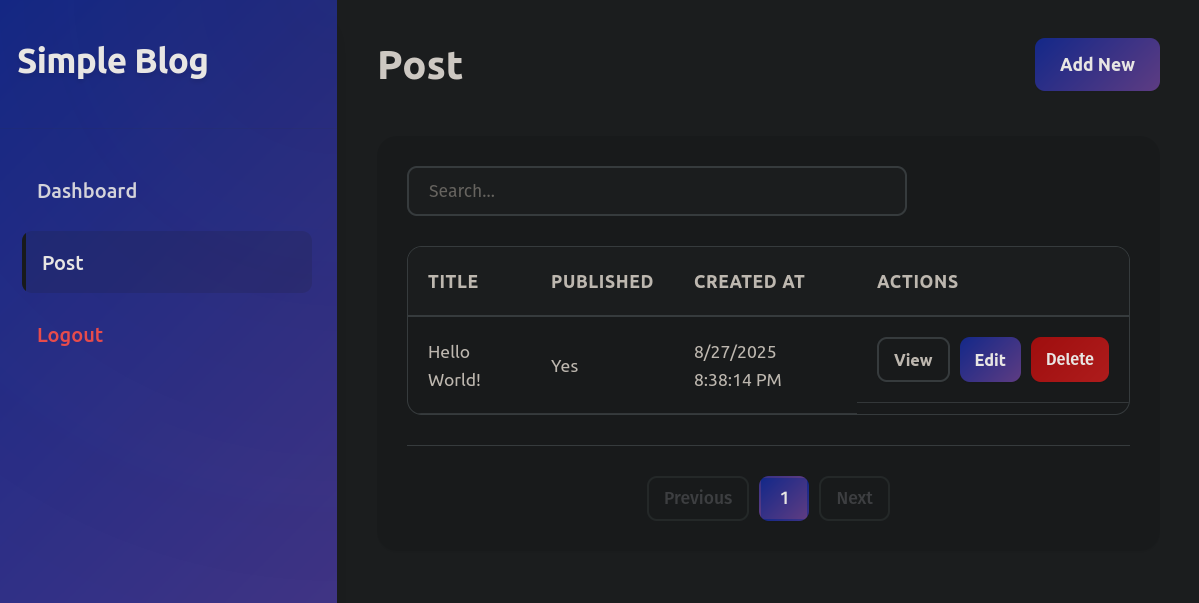 Simple Blog
Dashboard
Post
Logout
Post
Add New
Search...
TITLE PUBLISHED CREATED AT ACTIONS
Hello
World!
Yes
8/27/2025
8:38:14 PM
View Edit Delete
Previous 1 Next